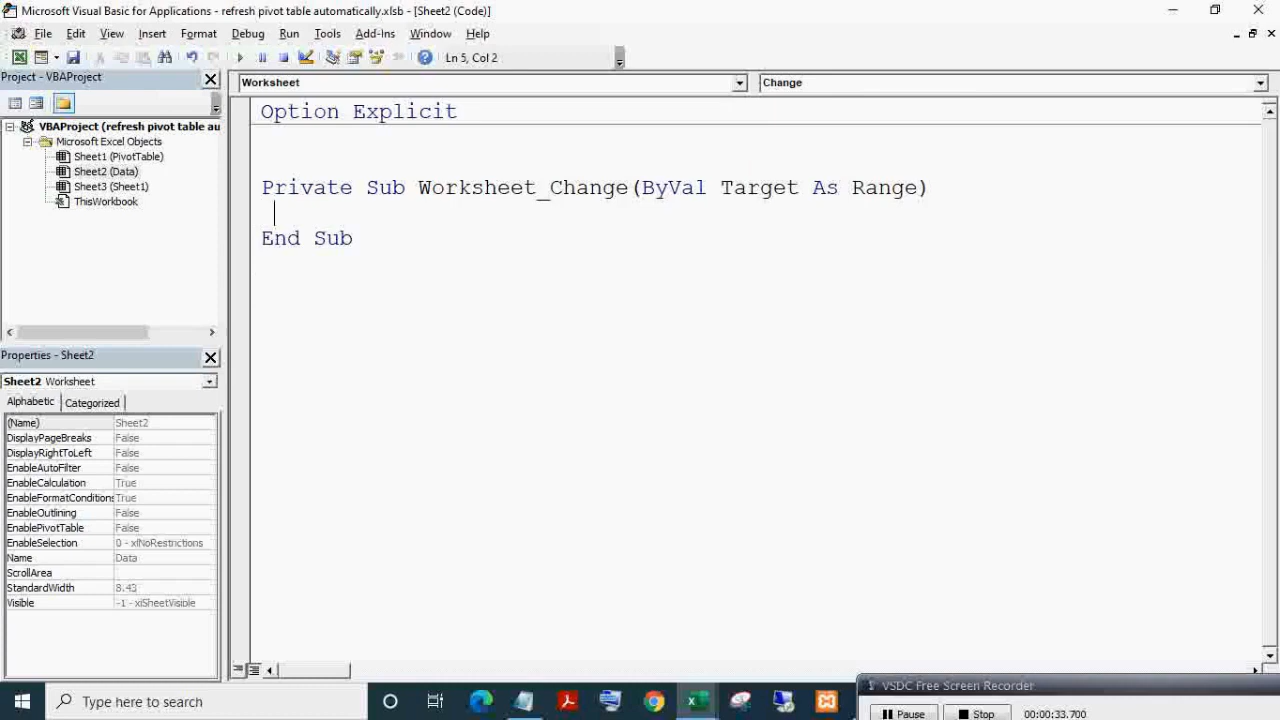 Microsoft Visual Basic for Applications - refresh pivot table automatically.xlsb - [Sheet2 (Code)]
File Edit View Insert Format Debug Run Tools Add-Ins Window Help
Ln 5, Col 2
Project - VBAProject
VBAProject (refresh pivot table au
Microsoft Excel Objects
Sheet1 (PivotTable)
Sheet2 (Data)
Sheet3 (Sheet1)
ThisWorkbook
Properties - Sheet2
Sheet2 Worksheet
Alphabetic Categorized
(Name) Sheet2
DisplayPageBreaks False
DisplayRightToLeft False
EnableAutoFilter False
EnableCalculation True
EnableFormatConditions True
EnableOutlining False
EnablePivotTable False
EnableSelection 0 - xlNoRestrictions
Name Data
ScrollArea
StandardWidth 8.43
Visible -1 - xlSheetVisible
Worksheet Change
Option Explicit
Private Sub Worksheet_Change(ByVal Target As Range)
End Sub
Type here to search
VSDC Free Screen Recorder
Pause Stop 00:00:33.700